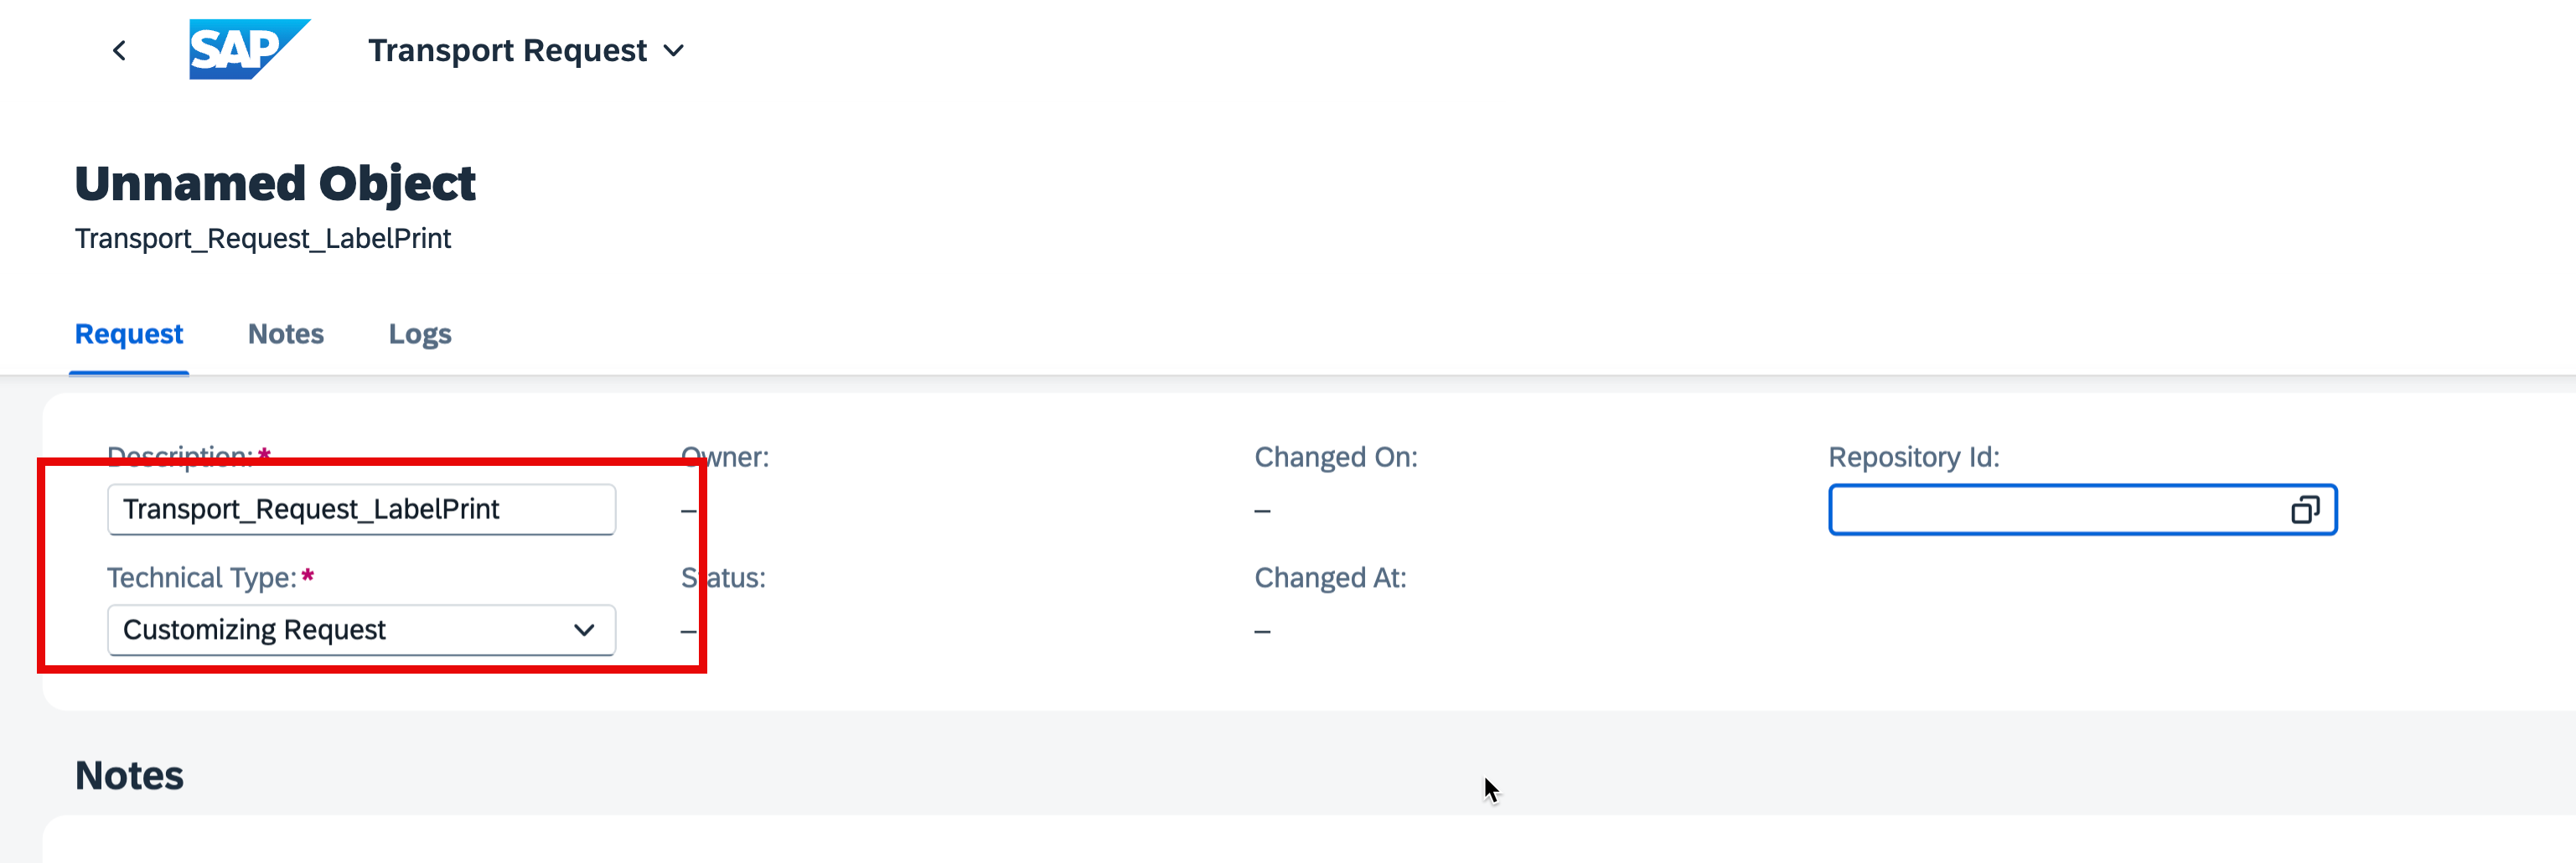 SAP Transport Request
Unnamed Object
Transport_Request_LabelPrint
Request Notes Logs
Description:* Owner: Changed On: Repository Id:
Transport_Request_LabelPrint – –
Technical Type:* Status: Changed At:
Customizing Request – –
Notes